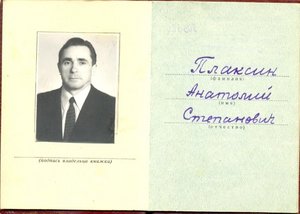 Плаксин
(фамилия)
Анатолий
(имя)
Степанович
(отчество)
(подпись владельца книжки)